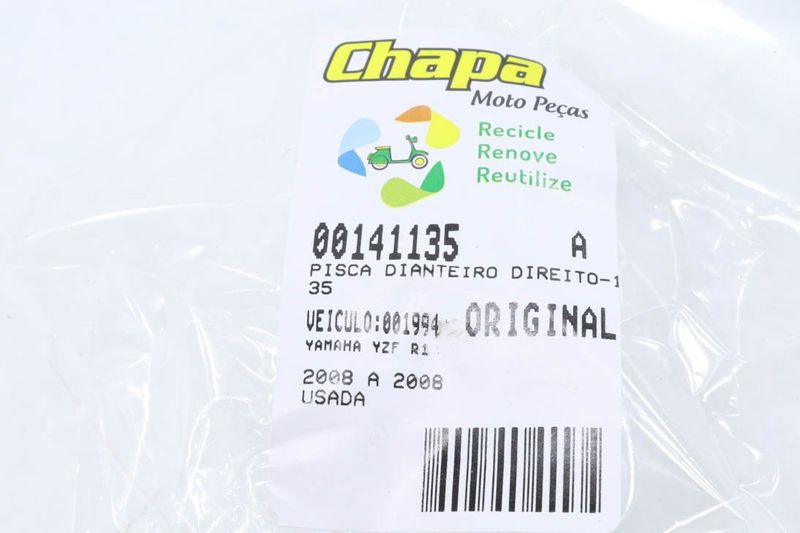 Chapa
Moto Peças
Recicle
Renove
Reutilize
00141135 A
PISCA DIANTEIRO DIREITO-1
35
VEICULO:001994 ORIGINAL
YAMAHA YZF R1
2008 A 2008
USADA